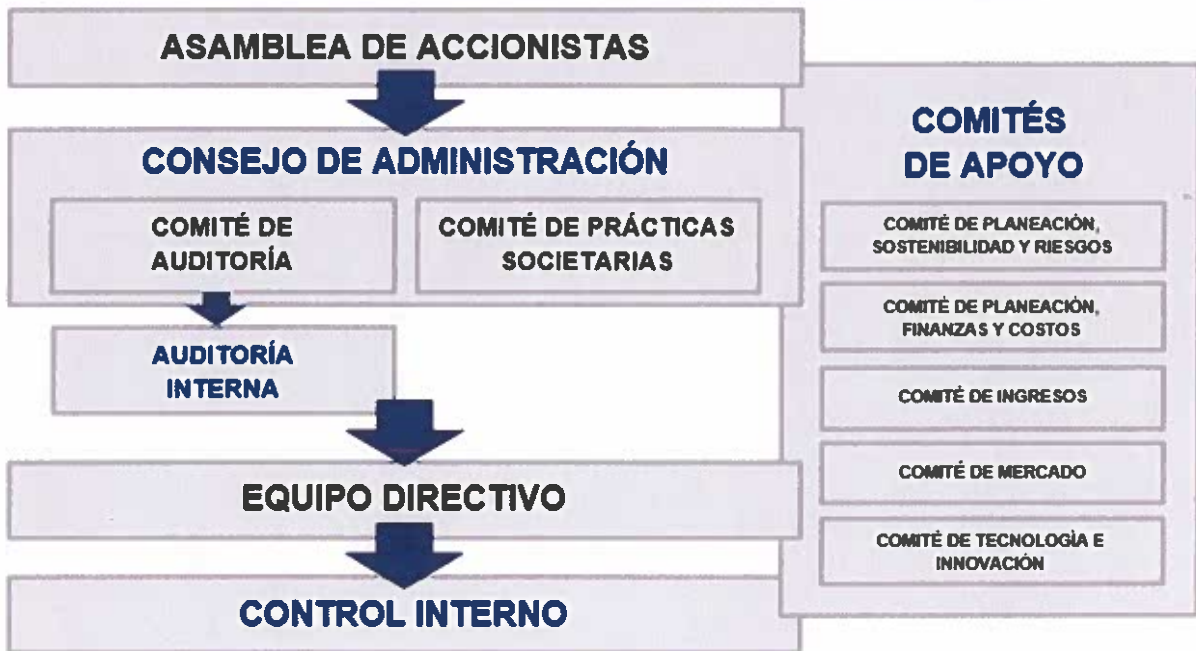 ASAMBLEA DE ACCIONISTAS
CONSEJO DE ADMINISTRACIÓN
COMITÉ DE
AUDITORÍA
COMITÉ DE PRÁCTICAS
SOCIETARIAS
AUDITORÍA
INTERNA
EQUIPO DIRECTIVO
CONTROL INTERNO
COMITÉS
DE APOYO
COMITÉ DE PLANEACIÓN,
SOSTENIBILIDAD Y RIESGOS
COMITÉ DE PLANEACIÓN,
FINANZAS Y COSTOS
COMITÉ DE INGRESOS
COMITÉ DE MERCADO
COMITÉ DE TECNOLOGÌA E
INNOVACIÓN